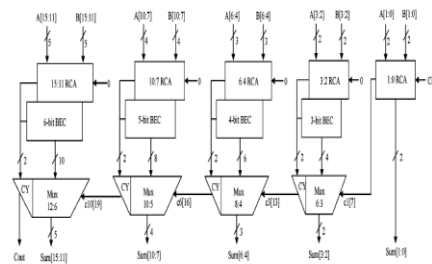 A[15:11] B[15:11] A[10:7] B[10:7] A[6:4] B[6:4] A[3:2] B[3:2] A[1:0] B[1:0]
5 5 4 4 3 3 2 2 2 2
15:11 RCA 0 10:7 RCA 0 6:4 RCA 0 3:2 RCA 0 1:0 RCA
6-bit BEC 5-bit BEC 4-bit BEC 3-bit BEC
2 10 2 8 2 6 2 4 2
CY Mux 12:6 c10[19] CY Mux 10:5 c6[16] CY Mux 8:4 c3[13] CY Mux 6:3 c1[7]
5 4 3 2
Cout Sum[15:11] Sum[10:7] Sum[6:4] Sum[3:2] Sum[1:0]